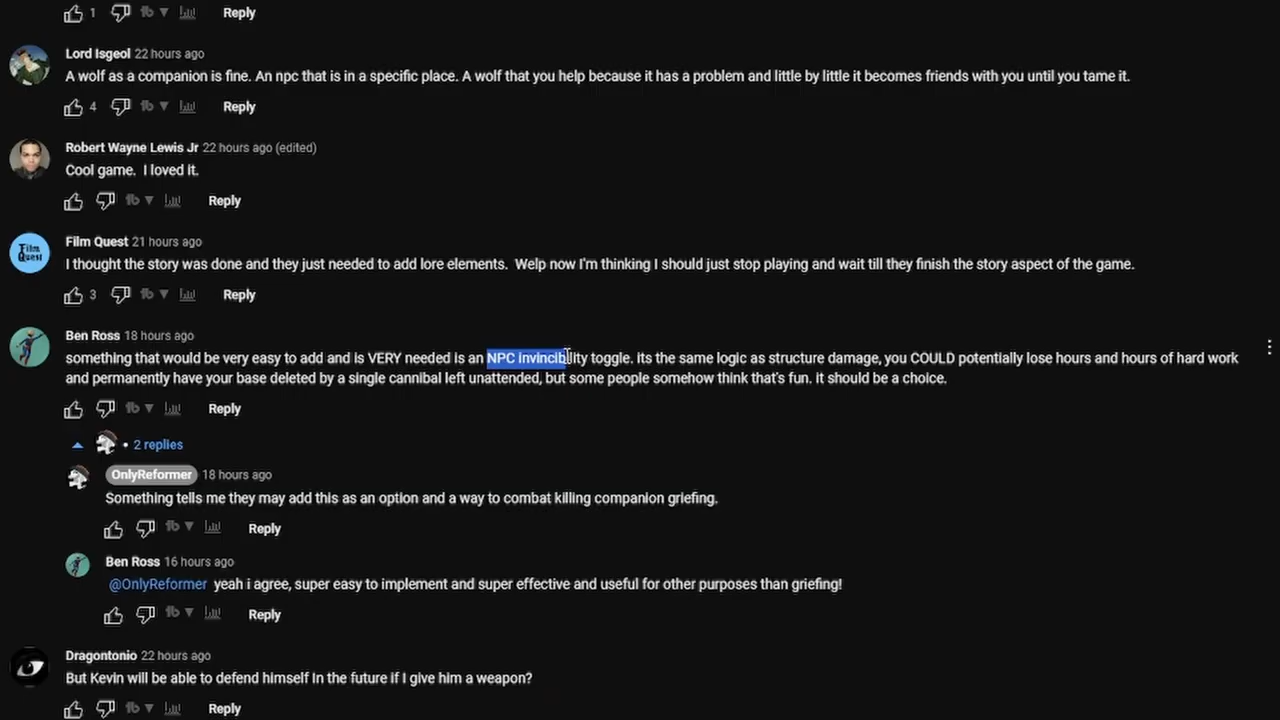 1 Reply
Lord Isgeol 22 hours ago
A wolf as a companion is fine. An npc that is in a specific place. A wolf that you help because it has a problem and little by little it becomes friends with you until you tame it.
4 Reply
Robert Wayne Lewis Jr 22 hours ago (edited)
Cool game. I loved it.
Reply
Film Quest
Film Quest 21 hours ago
I thought the story was done and they just needed to add lore elements. Welp now I'm thinking I should just stop playing and wait till they finish the story aspect of the game.
3 Reply
Ben Ross 18 hours ago
something that would be very easy to add and is VERY needed is an NPC invincibility toggle. its the same logic as structure damage, you COULD potentially lose hours and hours of hard work
and permanently have your base deleted by a single cannibal left unattended, but some people somehow think that's fun. it should be a choice.
Reply
• 2 replies
OnlyReformer 18 hours ago
Something tells me they may add this as an option and a way to combat killing companion griefing.
Reply
Ben Ross 16 hours ago
@OnlyReformer yeah i agree, super easy to implement and super effective and useful for other purposes than griefing!
Reply
Dragontonio 22 hours ago
But Kevin will be able to defend himself in the future if I give him a weapon?
Reply